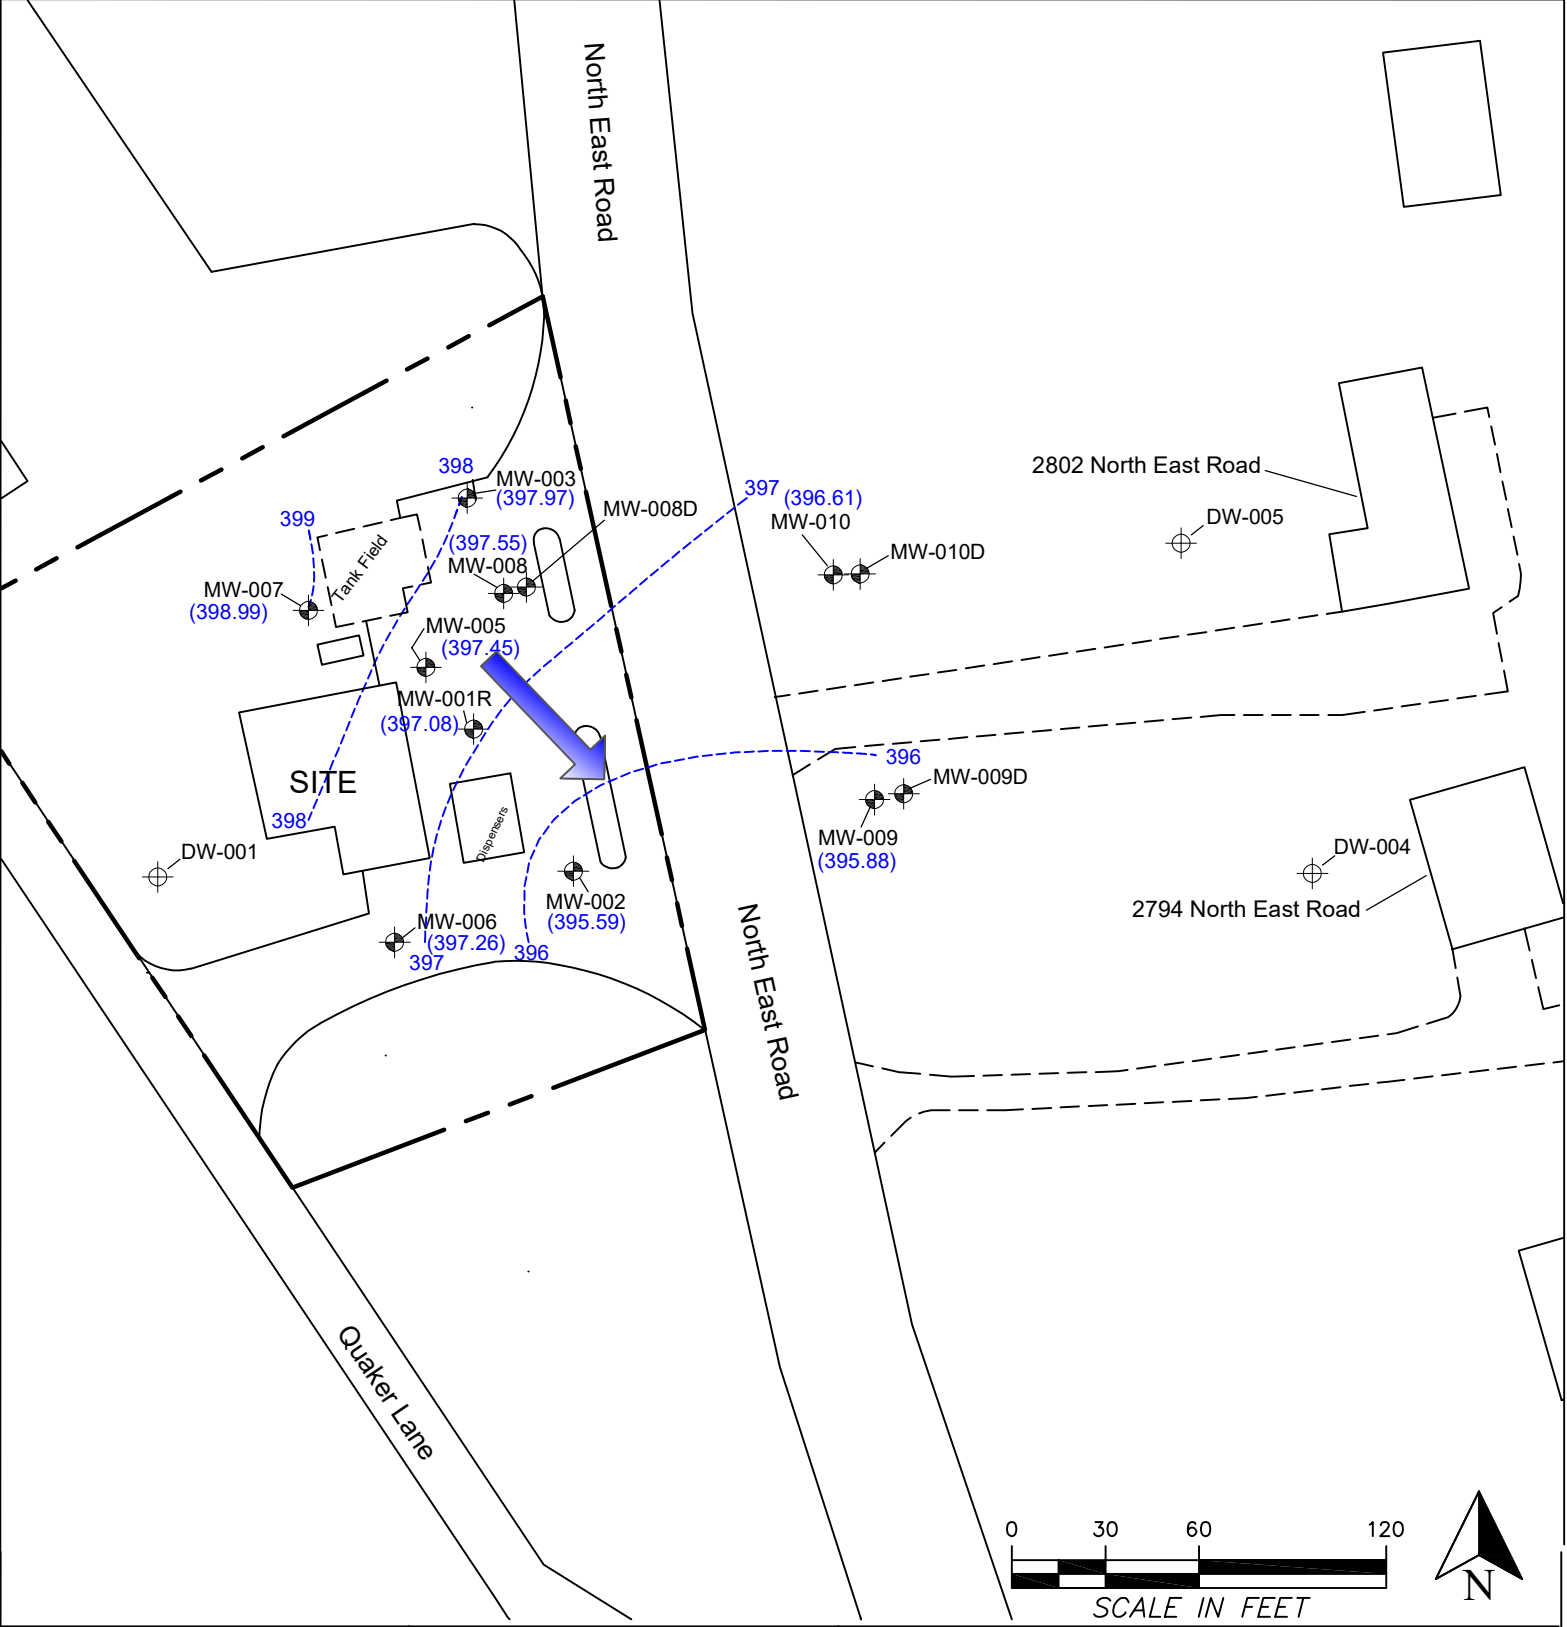 North East Road
2802 North East Road
398
MW-003
(397.97)
397
(396.61)
MW-010
MW-008D
399
DW-005
(397.55)
MW-008
MW-010D
Tank Field
MW-007
(398.99)
MW-005
(397.45)
MW-001R
(397.08)
396
SITE
MW-009D
398
Dispensers
MW-009
(395.88)
DW-001
DW-004
MW-002
(395.59)
2794 North East Road
MW-006
(397.26)
397
396
North East Road
Quaker Lane
0 30 60 120
SCALE IN FEET
N